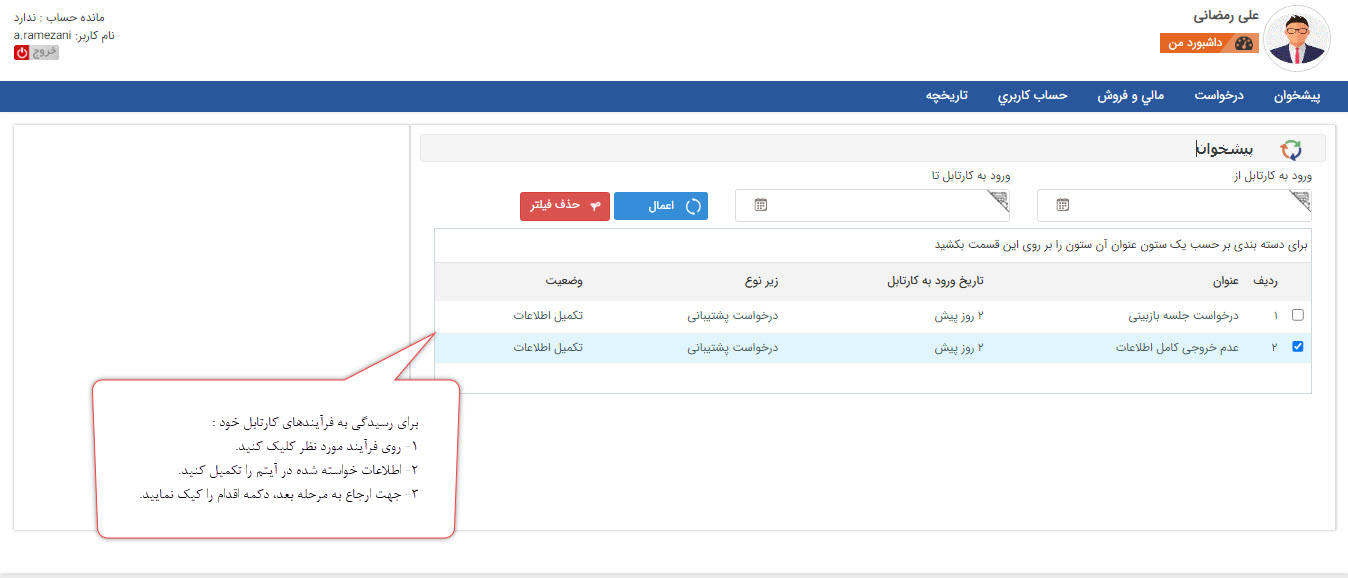 علی رمضانی
داشبورد من
مانده حساب : ندارد
نام کاربر: a.ramezani
خروج
پیشخوان
درخواست
مالي و فروش
حساب کاربري
تاریخچه
پیشخوانه
ورود به کارتابل از
ورود به کارتابل تا
اعمال
حذف فیلتر
برای دسته بندی بر حسب یک ستون عنوان آن ستون را بر روی این قسمت بکشید
ردیف عنوان تاریخ ورود به کارتابل زیر نوع وضعیت
۱ درخواست جلسه بازبینی ۲ روز پیش درخواست پشتیبانی تکمیل اطلاعات
۲ عدم خروجی کامل اطلاعات ۲ روز پیش درخواست پشتیبانی تکمیل اطلاعات
برای رسیدگی به فرآیندهای کارتابل خود :
۱- روی فرآیند مورد نظر کلیک کنید.
۲- اطلاعات خواسته شده در آیتم را تکمیل کنید.
۳- جهت ارجاع به مرحله بعد، دکمه اقدام را کیک نمایید.